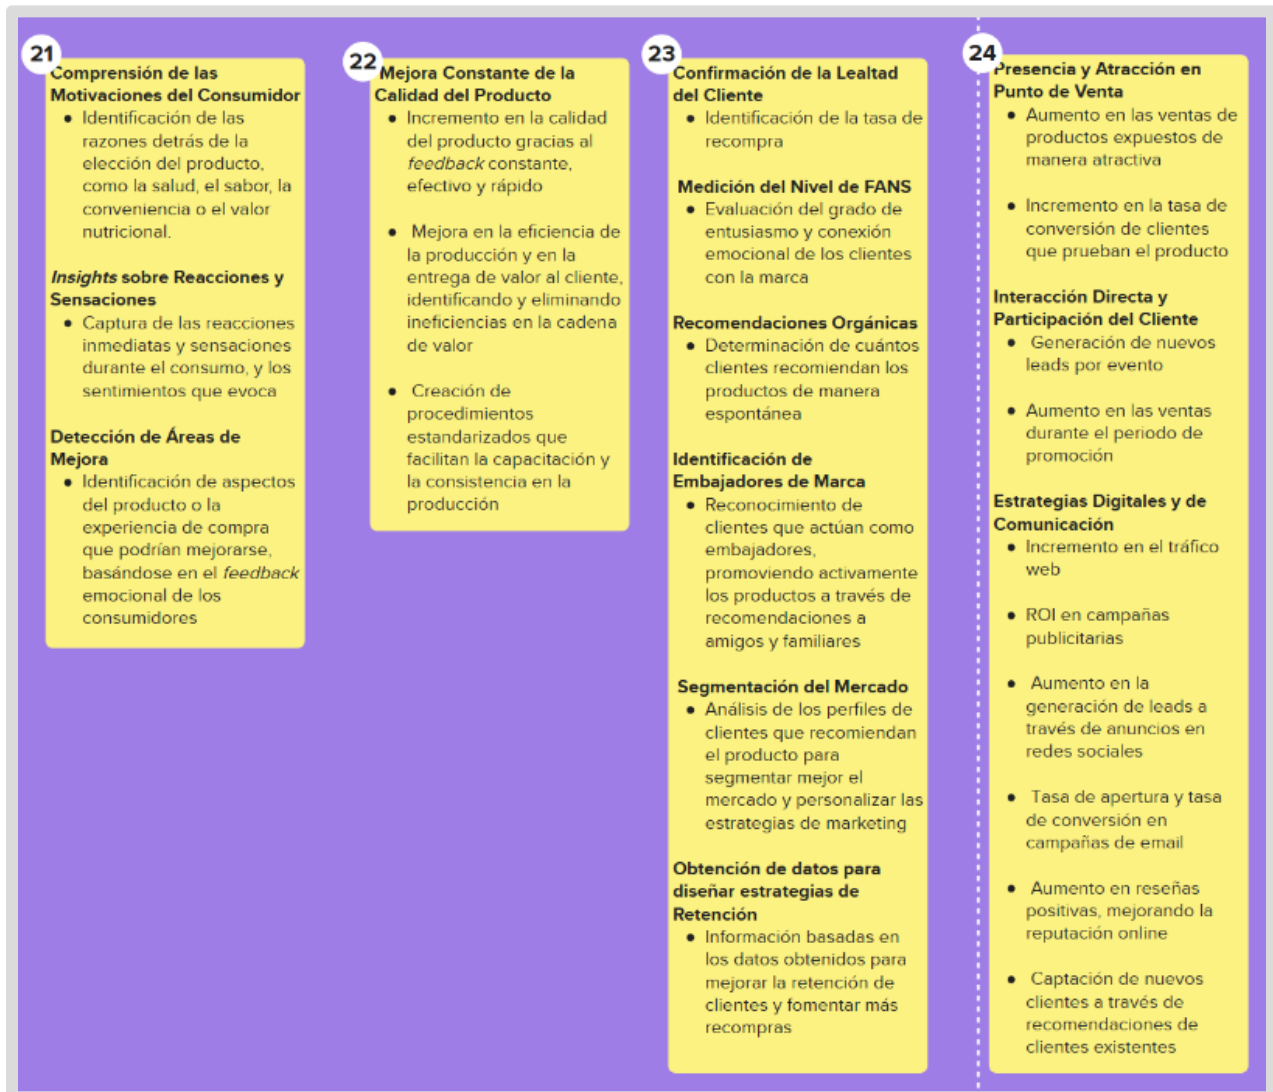 21
Comprensión de las
Motivaciones del Consumidor
● Identificación de las
razones detrás de la
elección del producto,
como la salud, el sabor, la
conveniencia o el valor
nutricional.
Insights sobre Reacciones y
Sensaciones
● Captura de las reacciones
inmediatas y sensaciones
durante el consumo, y los
sentimientos que evoca
Detección de Áreas de
Mejora
● Identificación de aspectos
del producto o la
experiencia de compra
que podrían mejorarse,
basándose en el feedback
emocional de los
consumidores
22
Mejora Constante de la
Calidad del Producto
● Incremento en la calidad
del producto gracias al
feedback constante,
efectivo y rápido
● Mejora en la eficiencia de
la producción y en la
entrega de valor al cliente,
identificando y eliminando
ineficiencias en la cadena
de valor
● Creación de
procedimientos
estandarizados que
facilitan la capacitación y
la consistencia en la
producción
23
Confirmación de la Lealtad
del Cliente
● Identificación de la tasa de
recompra
Medición del Nivel de FANS
● Evaluación del grado de
entusiasmo y conexión
emocional de los clientes
con la marca
Recomendaciones Orgánicas
● Determinación de cuántos
clientes recomiendan los
productos de manera
espontánea
Identificación de
Embajadores de Marca
● Reconocimiento de
clientes que actúan como
embajadores,
promoviendo activamente
los productos a través de
recomendaciones a
amigos y familiares
Segmentación del Mercado
● Análisis de los perfiles de
clientes que recomiendan
el producto para
segmentar mejor el
mercado y personalizar las
estrategias de marketing
Obtención de datos para
diseñar estrategias de
Retención
● Información basadas en
los datos obtenidos para
mejorar la retención de
clientes y fomentar más
recompras
24
Presencia y Atracción en
Punto de Venta
● Aumento en las ventas de
productos expuestos de
manera atractiva
● Incremento en la tasa de
conversión de clientes
que prueban el producto
Interacción Directa y
Participación del Cliente
● Generación de nuevos
leads por evento
● Aumento en las ventas
durante el periodo de
promoción
Estrategias Digitales y de
Comunicación
● Incremento en el tráfico
web
● ROI en campañas
publicitarias
● Aumento en la
generación de leads a
través de anuncios en
redes sociales
● Tasa de apertura y tasa
de conversión en
campañas de email
● Aumento en reseñas
positivas, mejorando la
reputación online
● Captación de nuevos
clientes a través de
recomendaciones de
clientes existentes